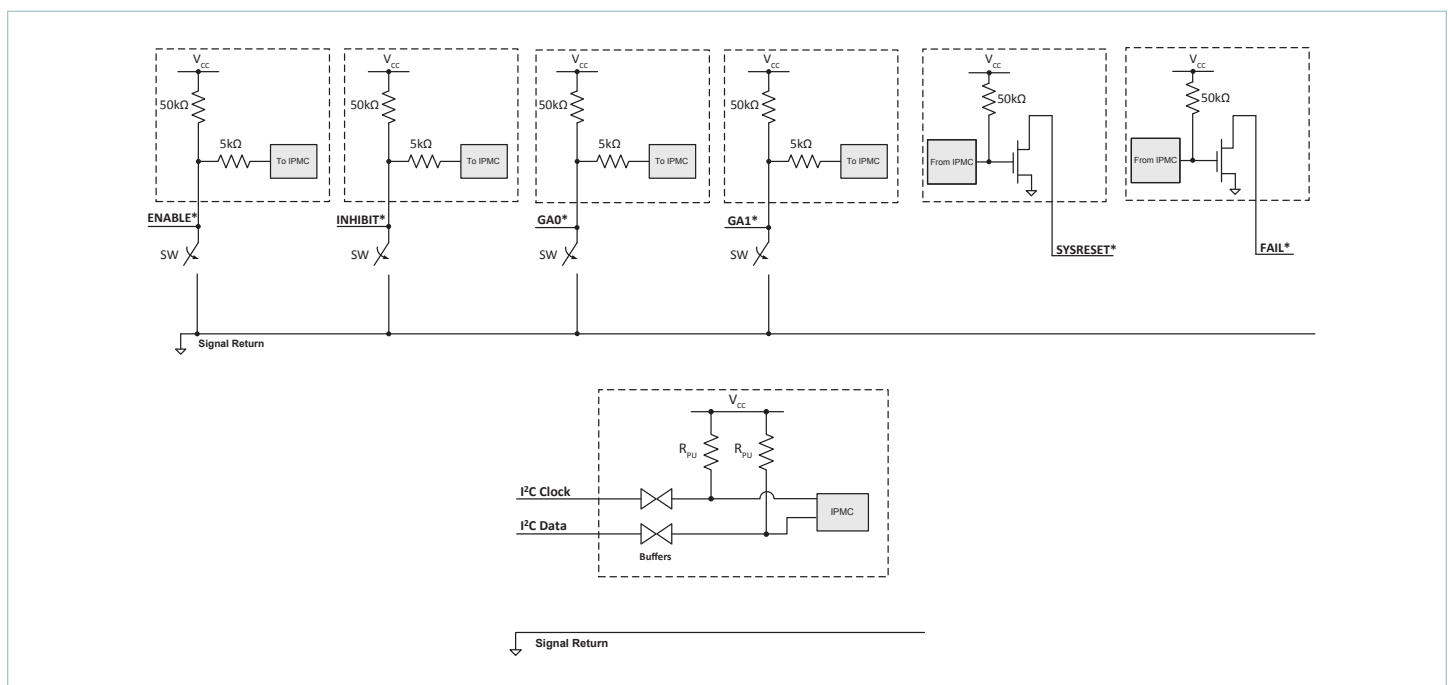 VCC VCC VCC VCC VCC VCC
50kΩ 50kΩ 50kΩ 50kΩ 50kΩ 50kΩ
5kΩ 5kΩ 5kΩ 5kΩ
To IPMC To IPMC To IPMC To IPMC From IPMC From IPMC
ENABLE* INHIBIT* GA0* GA1*
SW SW SW SW SYSRESET* FAIL*
Signal Return
VCC
RPU RPU
I²C Clock
IPMC
I²C Data
Buffers
Signal Return